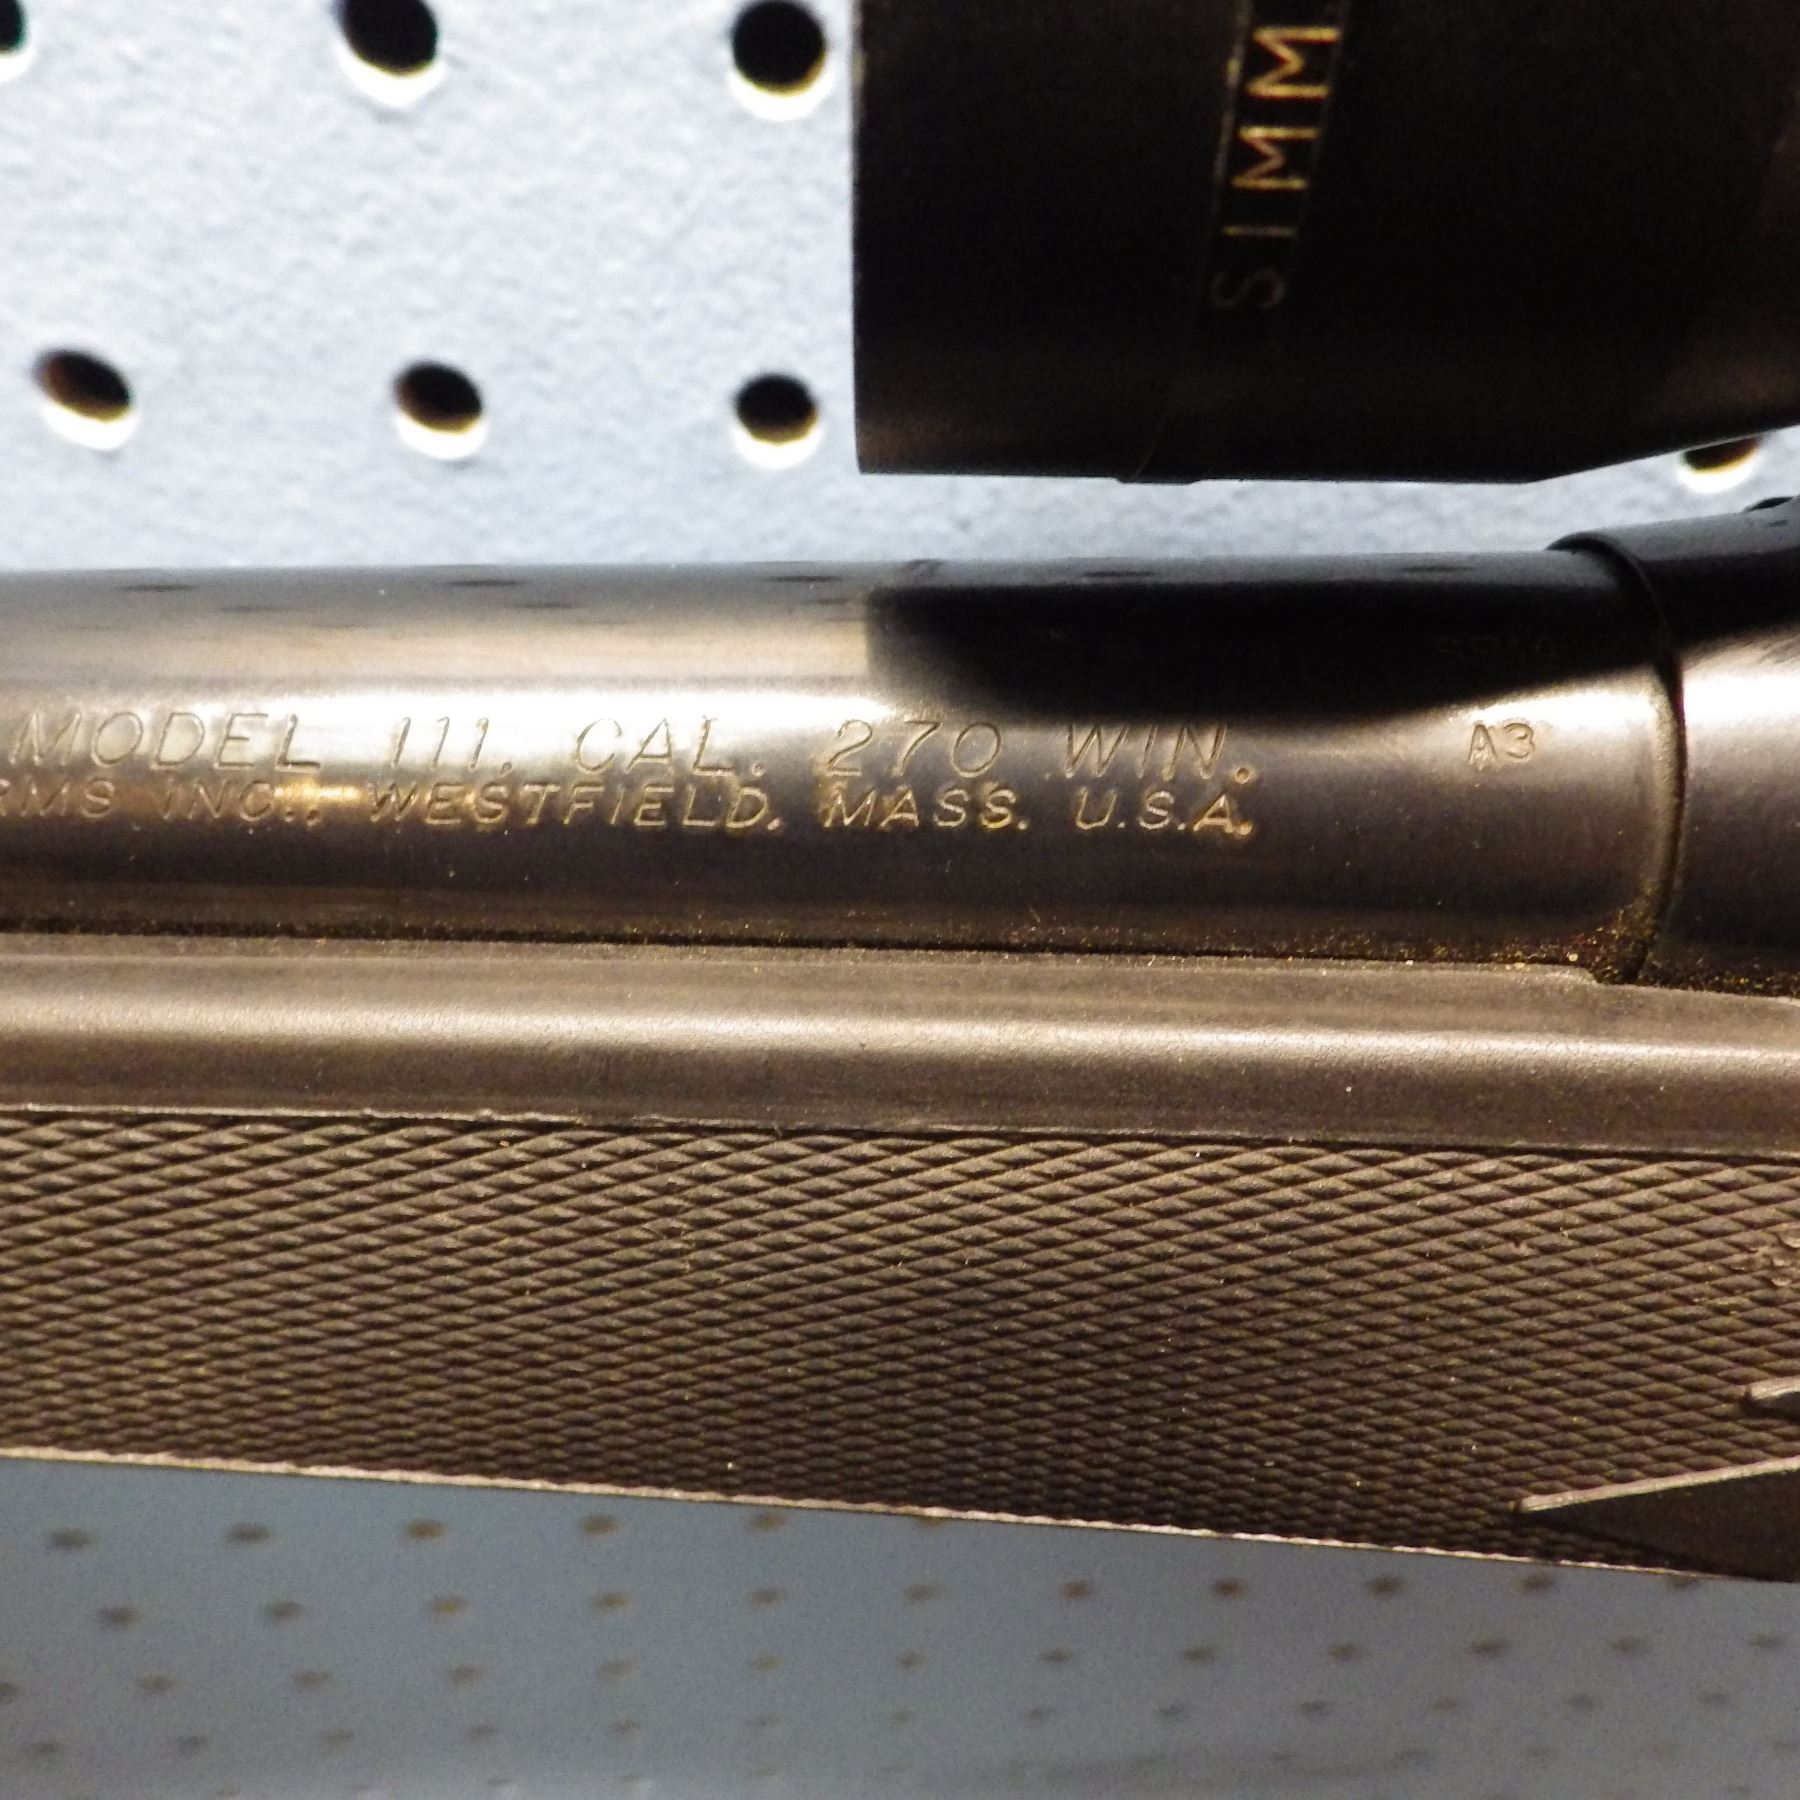 SIMM
MODEL 111. CAL. 270 WIN.
RMS INC., WESTFIELD, MASS. U.S.A.
A3